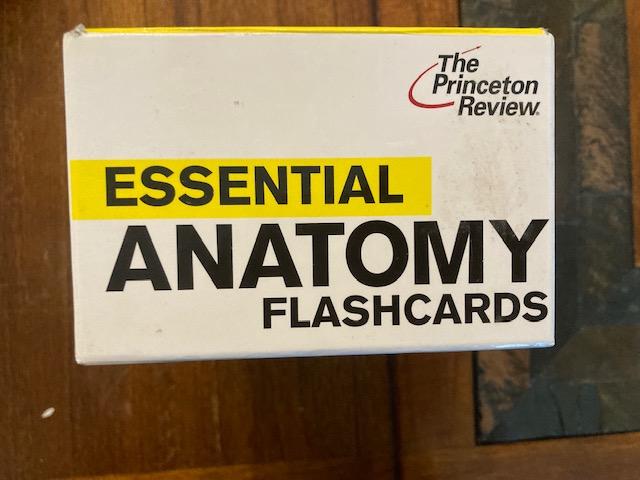 The
Princeton
Review
ESSENTIAL
ANATOMY
FLASHCARDS